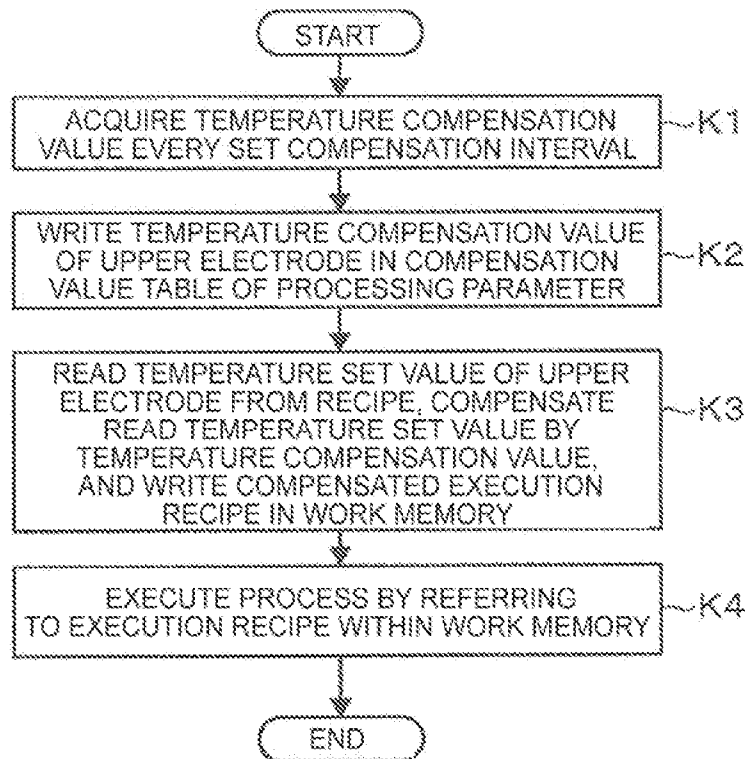 START
ACQUIRE TEMPERATURE COMPENSATION
VALUE EVERY SET COMPENSATION INTERVAL
K1
WRITE TEMPERATURE COMPENSATION VALUE
OF UPPER ELECTRODE IN COMPENSATION
VALUE TABLE OF PROCESSING PARAMETER
K2
READ TEMPERATURE SET VALUE OF UPPER
ELECTRODE FROM RECIPE, COMPENSATE
READ TEMPERATURE SET VALUE BY
TEMPERATURE COMPENSATION VALUE,
AND WRITE COMPENSATED EXECUTION
RECIPE IN WORK MEMORY
K3
EXECUTE PROCESS BY REFERRING
TO EXECUTION RECIPE WITHIN WORK MEMORY
K4
END